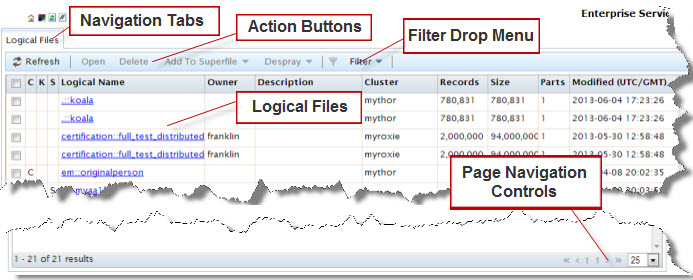 Navigation Tabs
Enterprise Servic
Action Buttons
Filter Drop Menu
Logical Files
Refresh Open Delete Add To Superfile Despray Filter
C K S Logical Name Owner Description Cluster Records Size Parts Modified (UTC/GMT)
.::koala mythor 780,831 780,831 1 2013-06-04 17:23:26
.::koala mythor 780,831 780,831 1 2013-06-04 17:23:26
Logical Files
certification::full_test_distributed franklin myroxie 2,000,000 94,000,000 2013-05-30 12:58:48
certification::full_test_distributed franklin myroxie 2,000,000 94,000,000 2013-05-30 12:58:48
C em::originalperson mythor -04-08 20:02:35
S
Page Navigation
Controls
1 - 21 of 21 results « < 1 > » 25